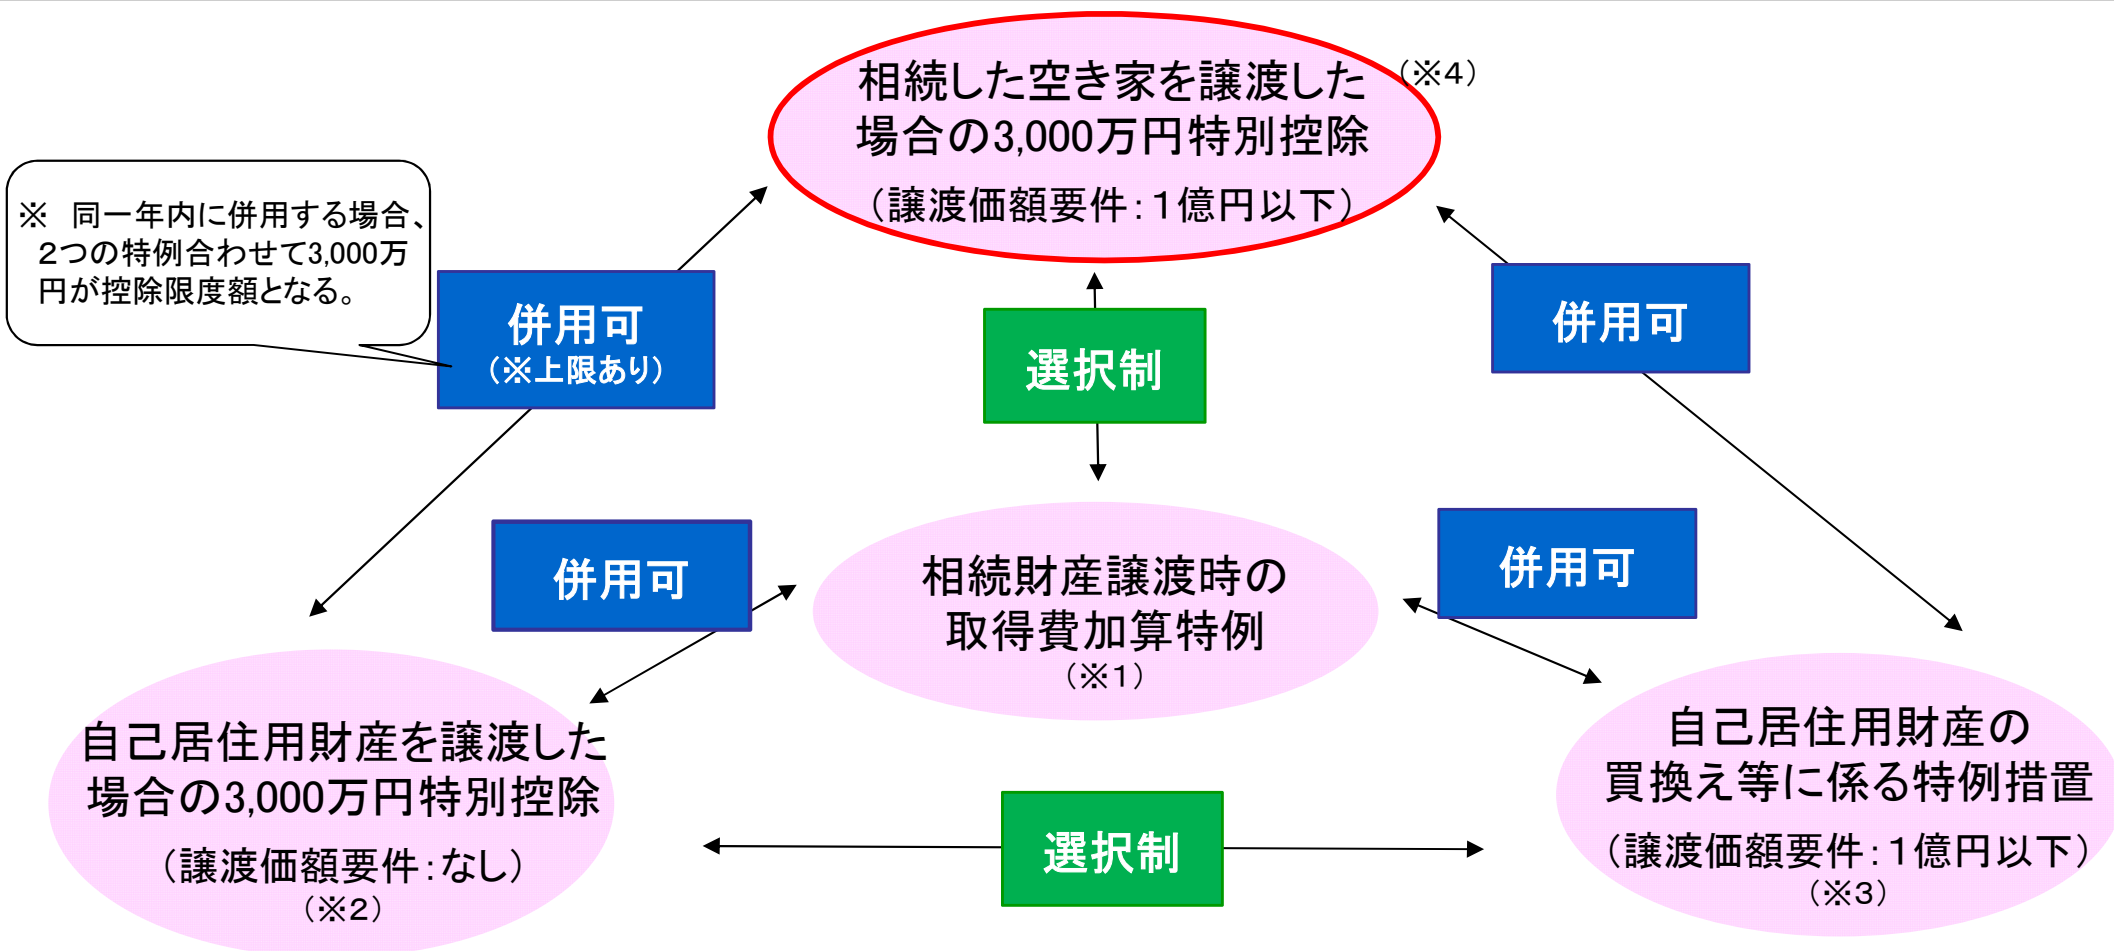 相続した空き家を譲渡した
場合の3,000万円特別控除
（譲渡価額要件：1億円以下）
（※4）
※　同一年内に併用する場合、
２つの特例合わせて3,000万
円が控除限度額となる。
併用可
（※上限あり）
選択制
併用可
併用可
相続財産譲渡時の
取得費加算特例
（※1）
併用可
自己居住用財産を譲渡した
場合の3,000万円特別控除
（譲渡価額要件：なし）
（※2）
選択制
自己居住用財産の
買換え等に係る特例措置
（譲渡価額要件：1億円以下）
（※3）